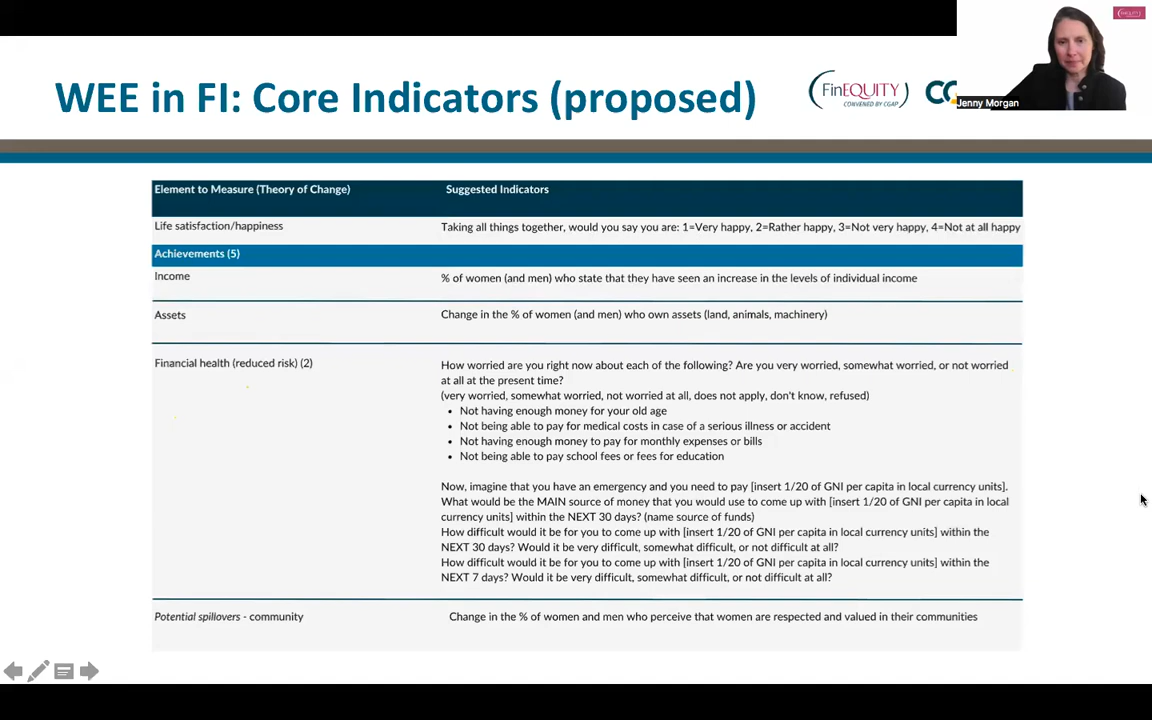 WEE in FI: Core Indicators (proposed)
FinEQUITY
CONVENED BY CGAP
CG
Jenny Morgan
Element to Measure (Theory of Change) Suggested Indicators
Life satisfaction/happiness Taking all things together, would you say you are: 1=Very happy, 2=Rather happy, 3=Not very happy, 4=Not at all happy
Achievements (5)
Income % of women (and men) who state that they have seen an increase in the levels of individual income
Assets Change in the % of women (and men) who own assets (land, animals, machinery)
Financial health (reduced risk) (2) How worried are you right now about each of the following? Are you very worried, somewhat worried, or not worried
at all at the present time?
(very worried, somewhat worried, not worried at all, does not apply, don't know, refused)
• Not having enough money for your old age
• Not being able to pay for medical costs in case of a serious illness or accident
• Not having enough money to pay for monthly expenses or bills
• Not being able to pay school fees or fees for education
Now, imagine that you have an emergency and you need to pay [insert 1/20 of GNI per capita in local currency units].
What would be the MAIN source of money that you would use to come up with [insert 1/20 of GNI per capita in local
currency units] within the NEXT 30 days? (name source of funds)
How difficult would it be for you to come up with [insert 1/20 of GNI per capita in local currency units] within the
NEXT 30 days? Would it be very difficult, somewhat difficult, or not difficult at all?
How difficult would it be for you to come up with [insert 1/20 of GNI per capita in local currency units] within the
NEXT 7 days? Would it be very difficult, somewhat difficult, or not difficult at all?
Potential spillovers - community Change in the % of women and men who perceive that women are respected and valued in their communities